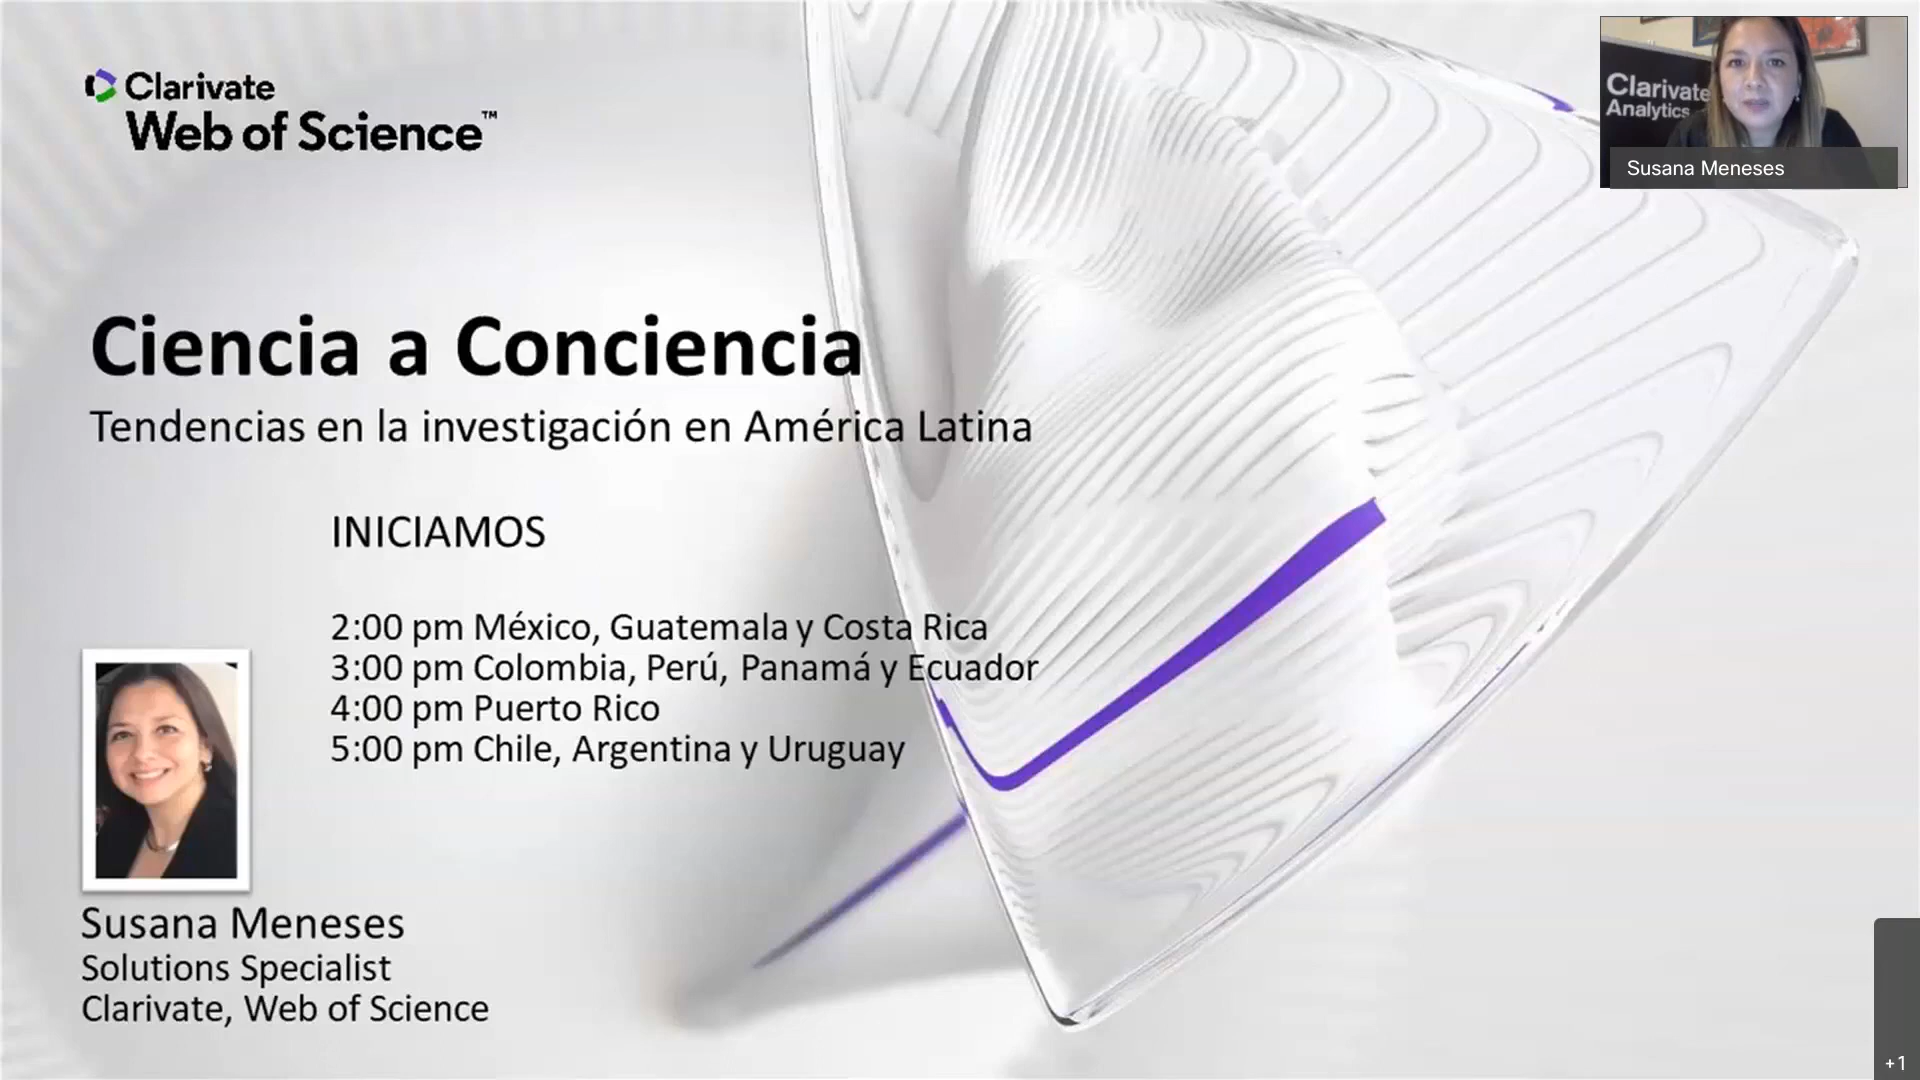 Clarivate
Web of Science™
Clarivate
Analytics
Susana Meneses
Ciencia a Conciencia
Tendencias en la investigación en América Latina
INICIAMOS
2:00 pm México, Guatemala y Costa Rica
3:00 pm Colombia, Perú, Panamá y Ecuador
4:00 pm Puerto Rico
5:00 pm Chile, Argentina y Uruguay
Susana Meneses
Solutions Specialist
Clarivate, Web of Science
+1